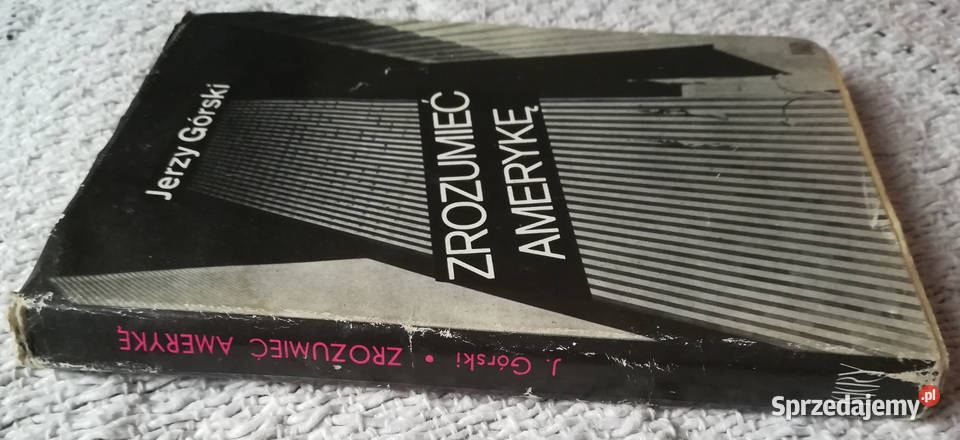 Jerzy Górski
ZROZUMIEĆ
AMERYKĘ
J. Górski • ZROZUMIEĆ AMERYKĘ
Sprzedajemy.pl